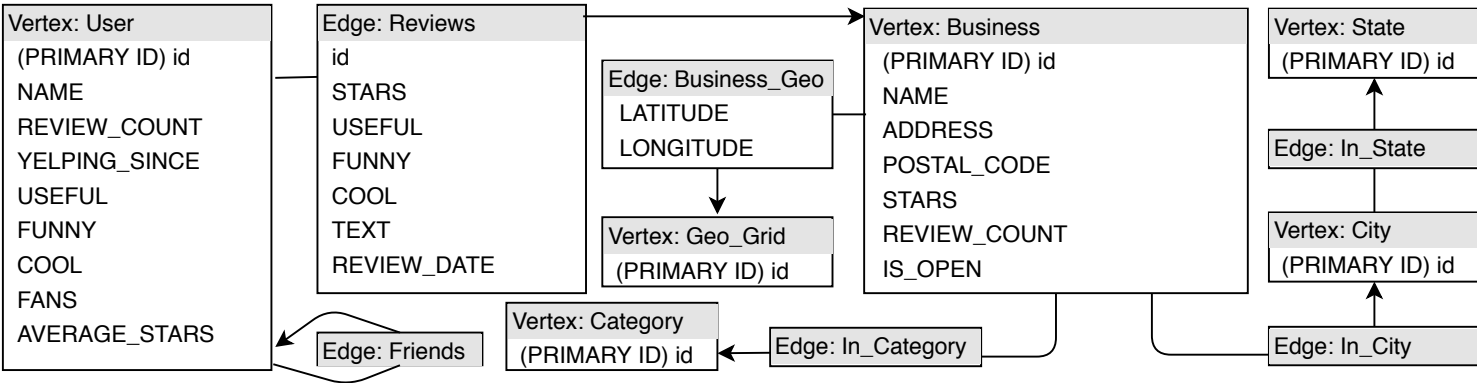 Vertex: User
(PRIMARY ID) id
NAME
REVIEW_COUNT
YELPING_SINCE
USEFUL
FUNNY
COOL
FANS
AVERAGE_STARS
Edge: Reviews
id
STARS
USEFUL
FUNNY
COOL
TEXT
REVIEW_DATE
Edge: Friends
Edge: Business_Geo
LATITUDE
LONGITUDE
Vertex: Geo_Grid
(PRIMARY ID) id
Vertex: Category
(PRIMARY ID) id
Edge: In_Category
Vertex: Business
(PRIMARY ID) id
NAME
ADDRESS
POSTAL_CODE
STARS
REVIEW_COUNT
IS_OPEN
Vertex: State
(PRIMARY ID) id
Edge: In_State
Vertex: City
(PRIMARY ID) id
Edge: In_City